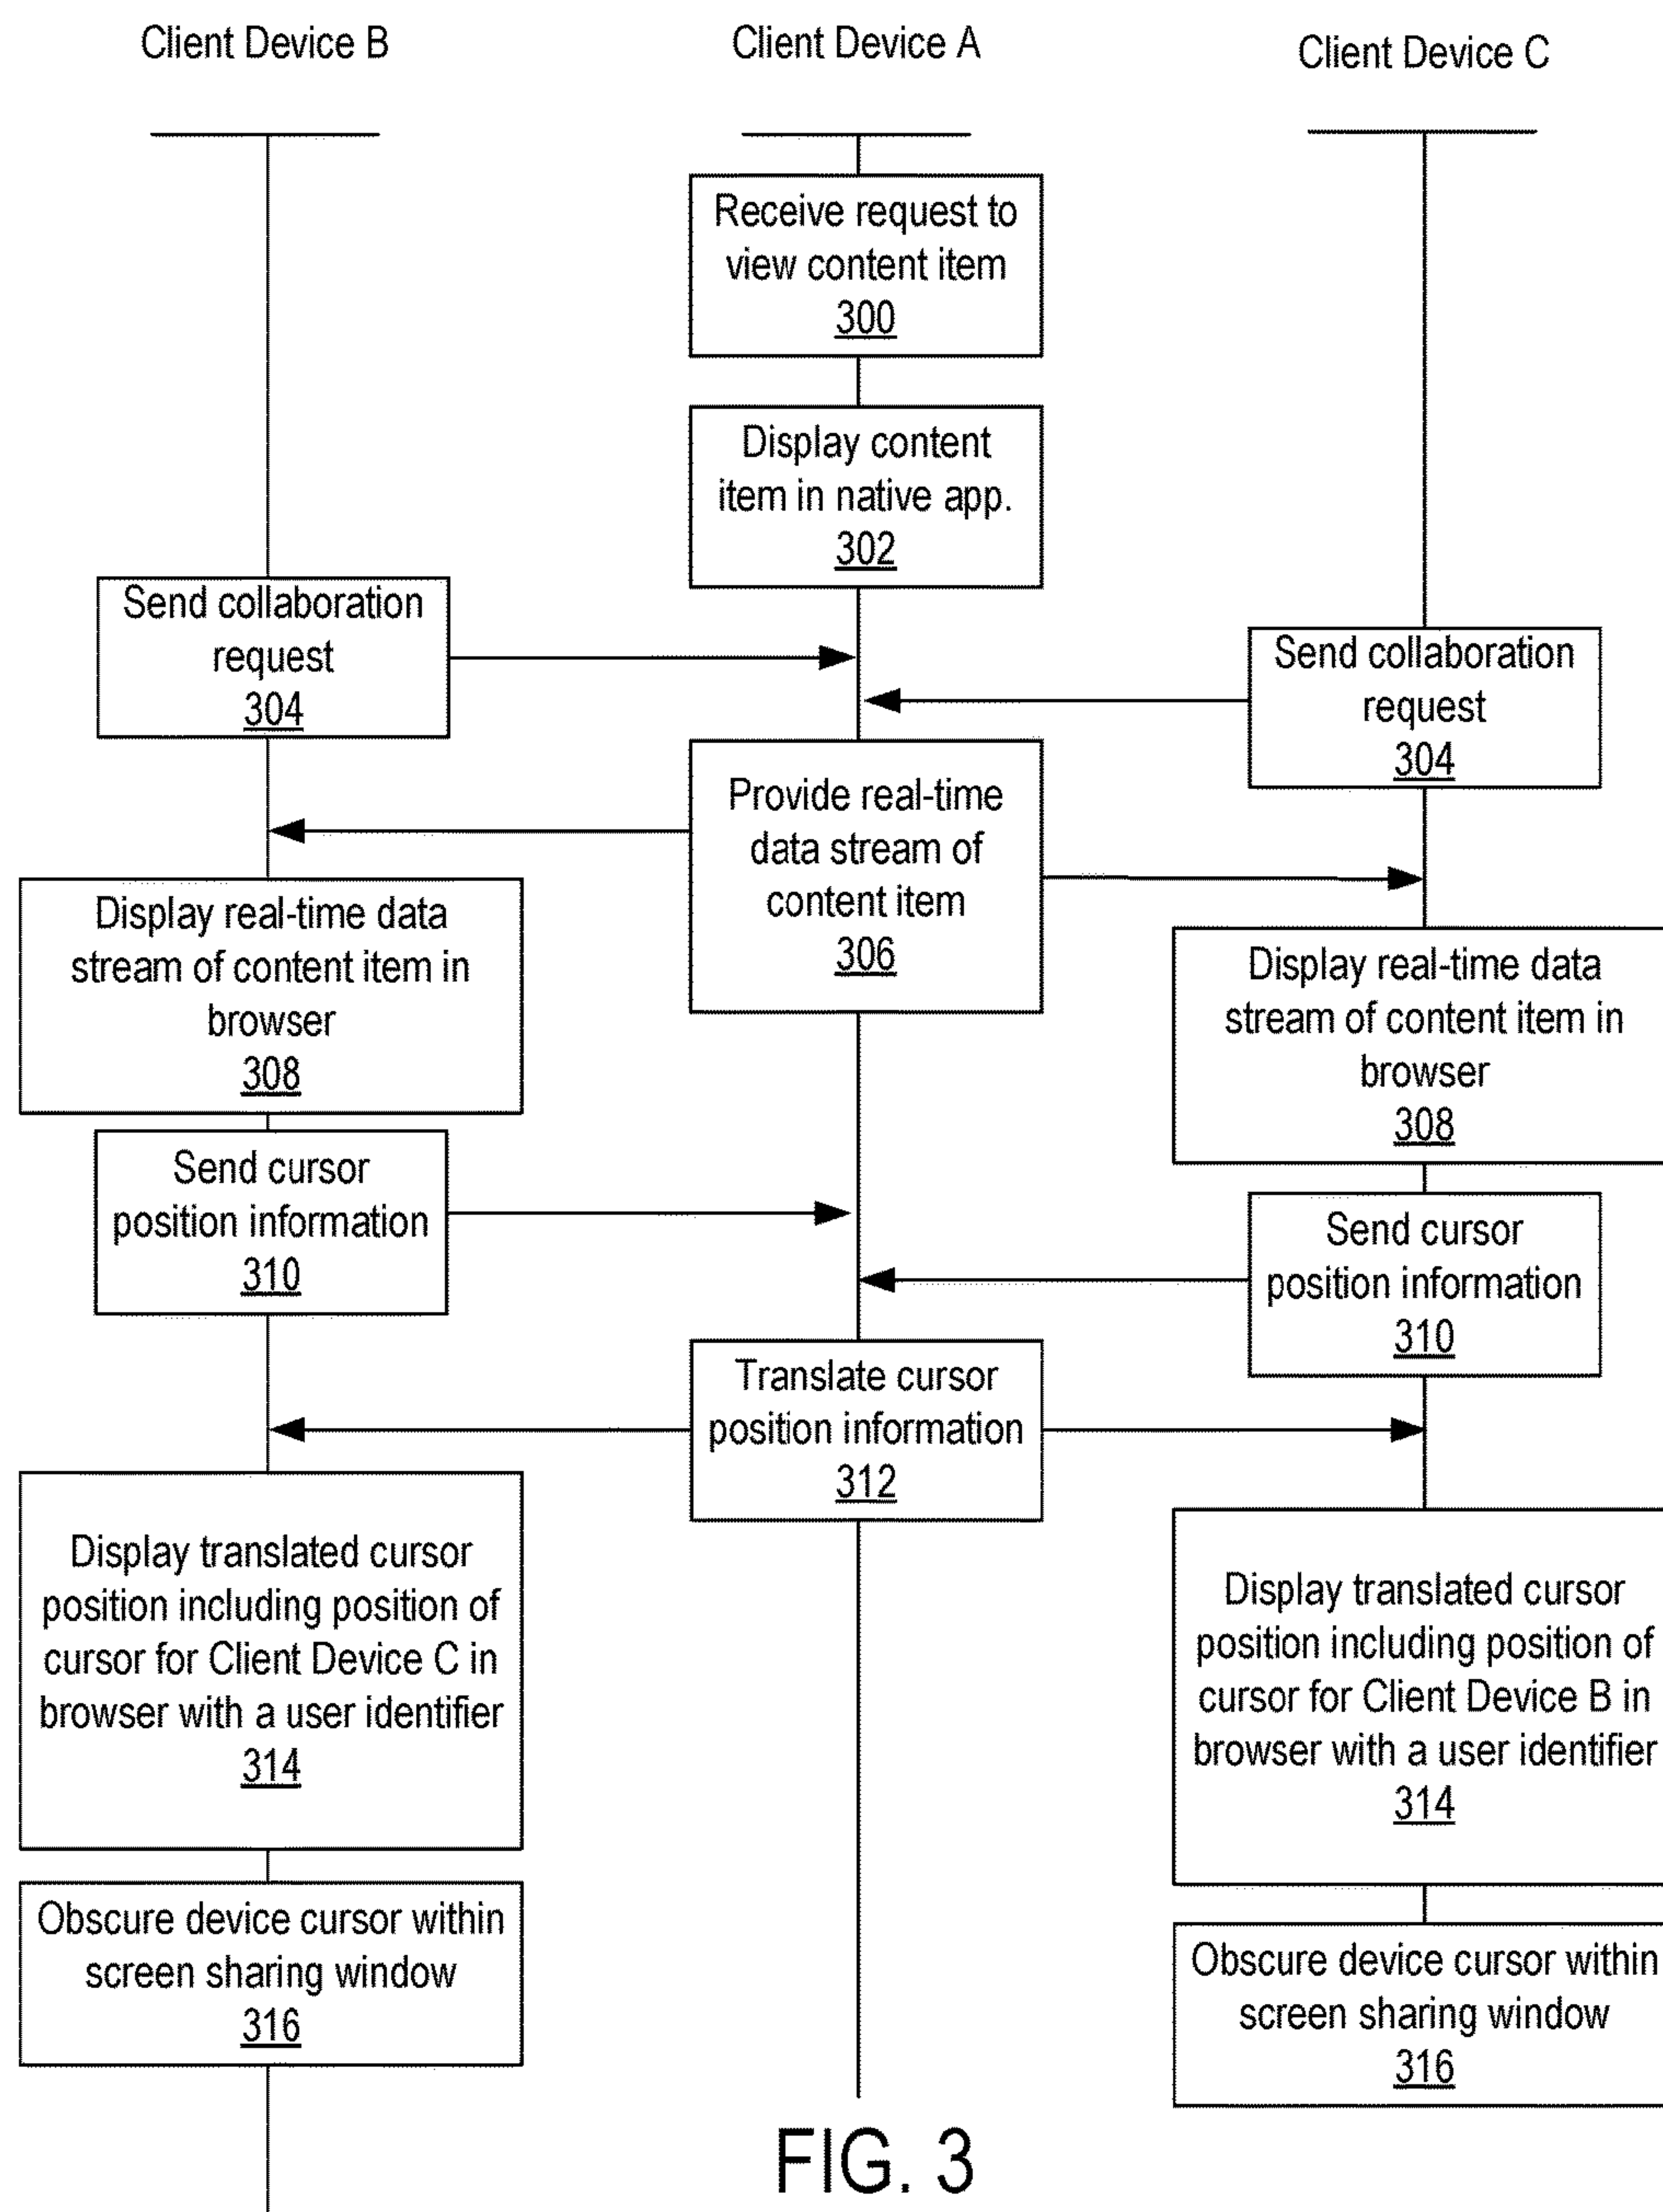 Client Device B
Client Device A
Client Device C
Receive request to
view content item
300
Display content
item in native app.
302
Send collaboration
request
304
Send collaboration
request
304
Provide real-time
data stream of
content item
306
Display real-time data
stream of content item in
browser
308
Display real-time data
stream of content item in
browser
308
Send cursor
position information
310
Send cursor
position information
310
Translate cursor
position information
312
Display translated cursor
position including position of
cursor for Client Device C in
browser with a user identifier
314
Display translated cursor
position including position of
cursor for Client Device B in
browser with a user identifier
314
Obscure device cursor within
screen sharing window
316
Obscure device cursor within
screen sharing window
316
FIG. 3